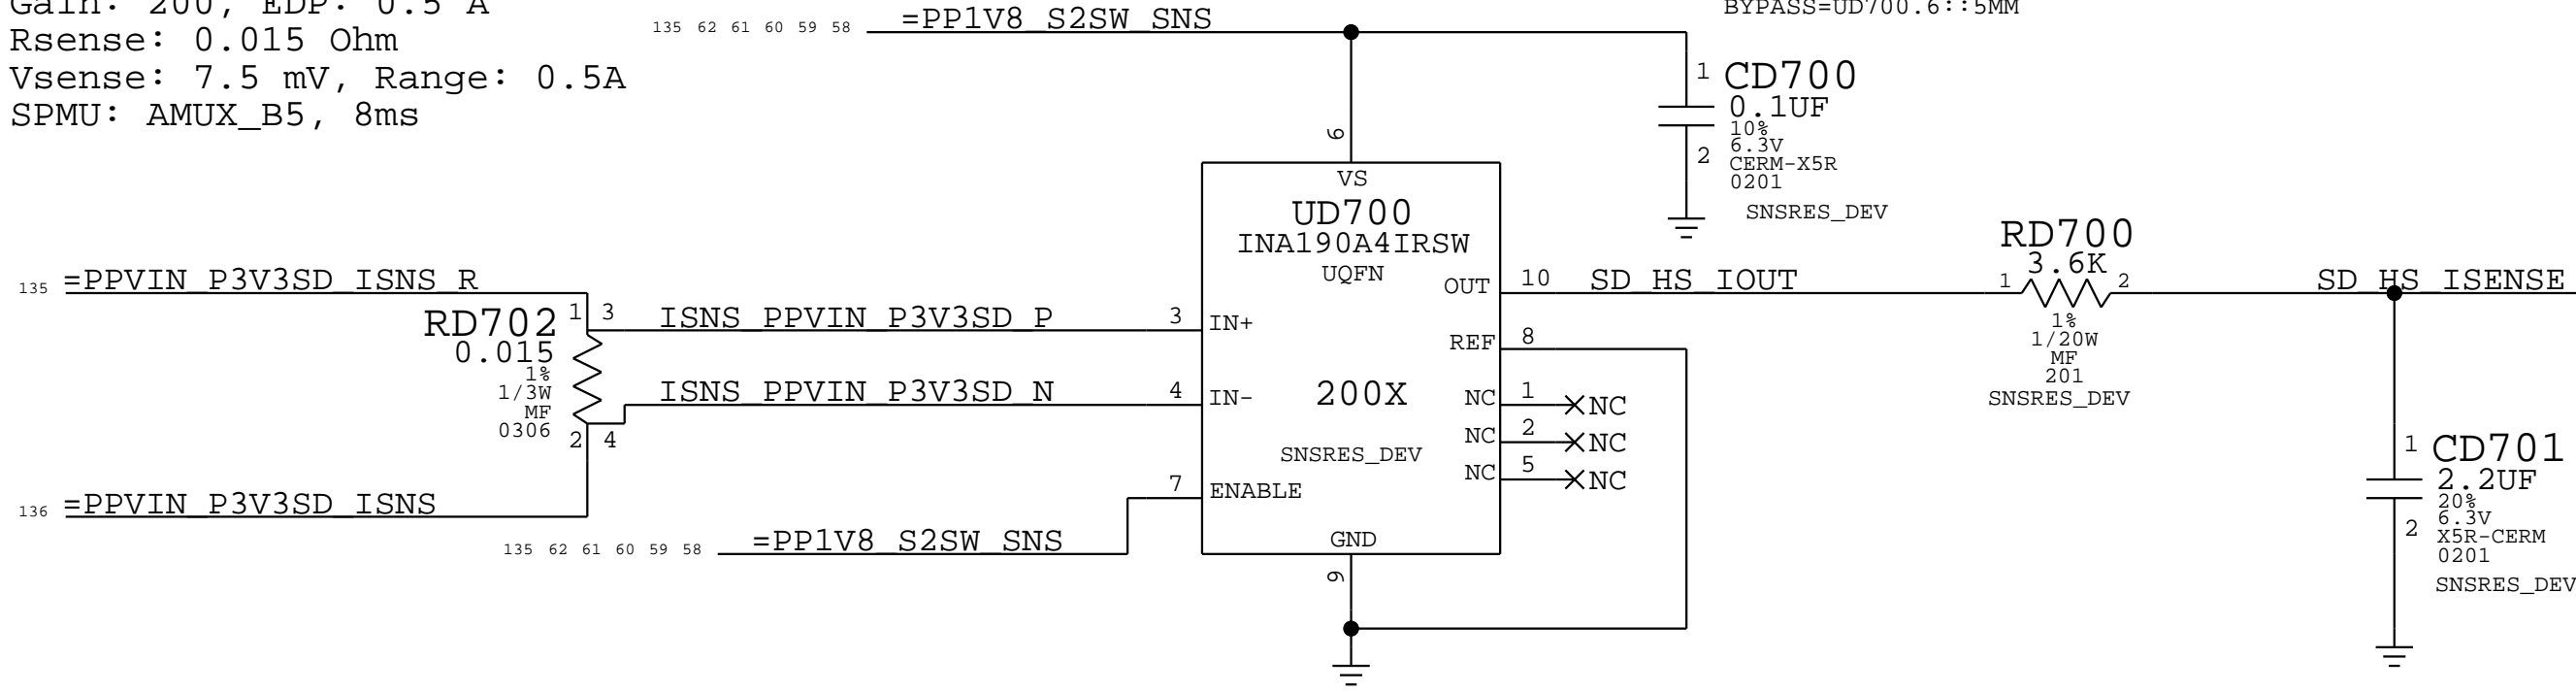 Gain: 200, EDP: 0.5 A
Rsense: 0.015 Ohm
Vsense: 7.5 mV, Range: 0.5A
SPMU: AMUX_B5, 8ms
135 62 61 60 59 58 =PP1V8_S2SW_SNS
BYPASS=UD700.6::5MM
1 CD700
0.1UF
10%
6.3V
2 CERM-X5R
0201
SNSRES_DEV
6
VS
UD700
INA190A4IRSW
UQFN
200X
SNSRES_DEV
135 =PPVIN_P3V3SD_ISNS_R
1 3
RD702
0.015
1%
1/3W
MF
0306
2 4
136 =PPVIN_P3V3SD_ISNS
ISNS_PPVIN_P3V3SD_P 3 IN+
ISNS_PPVIN_P3V3SD_N 4 IN-
7 ENABLE
135 62 61 60 59 58 =PP1V8_S2SW_SNS
GND
9
OUT 10 SD_HS_IOUT
REF 8
NC 1 NC
NC 2 NC
NC 5 NC
RD700
3.6K
1 2
1%
1/20W
MF
201
SNSRES_DEV
SD_HS_ISENSE
1 CD701
2.2UF
20%
6.3V
2 X5R-CERM
0201
SNSRES_DEV